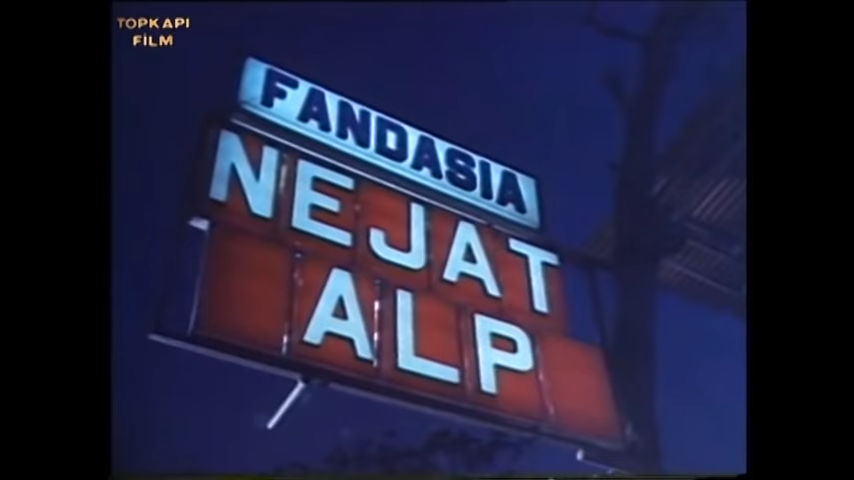 TOPKAPI
FİLM
FANDASIA
NEJAT
ALP